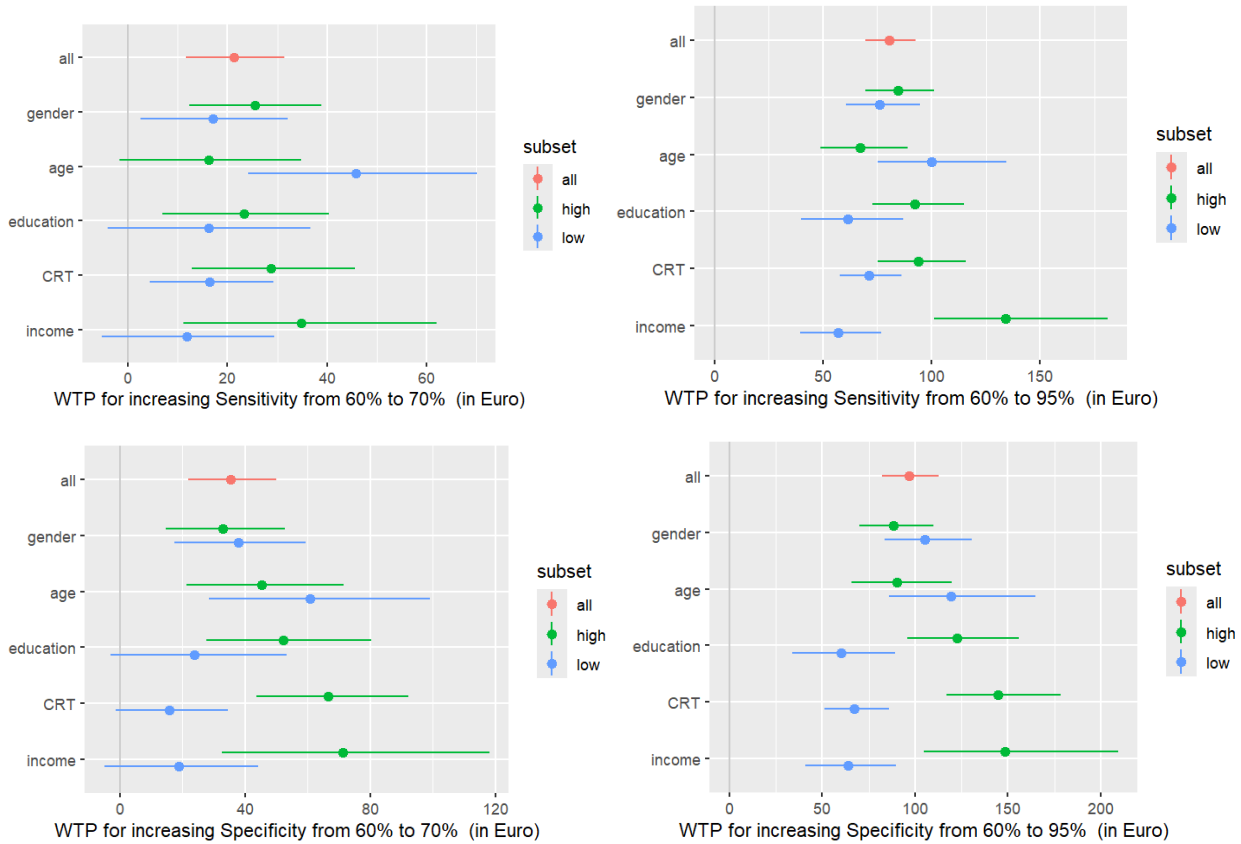 all
gender
age
education
CRT
income
0
20
40
60
WTP for increasing Sensitivity from 60% to 70% (in Euro)
subset
all
high
low
all
gender
age
education
CRT
income
0
50
100
150
WTP for increasing Sensitivity from 60% to 95% (in Euro)
subset
all
high
low
all
gender
age
education
CRT
income
0
40
80
120
WTP for increasing Specificity from 60% to 70% (in Euro)
subset
all
high
low
all
gender
age
education
CRT
income
0
50
100
150
200
WTP for increasing Specificity from 60% to 95% (in Euro)
subset
all
high
low